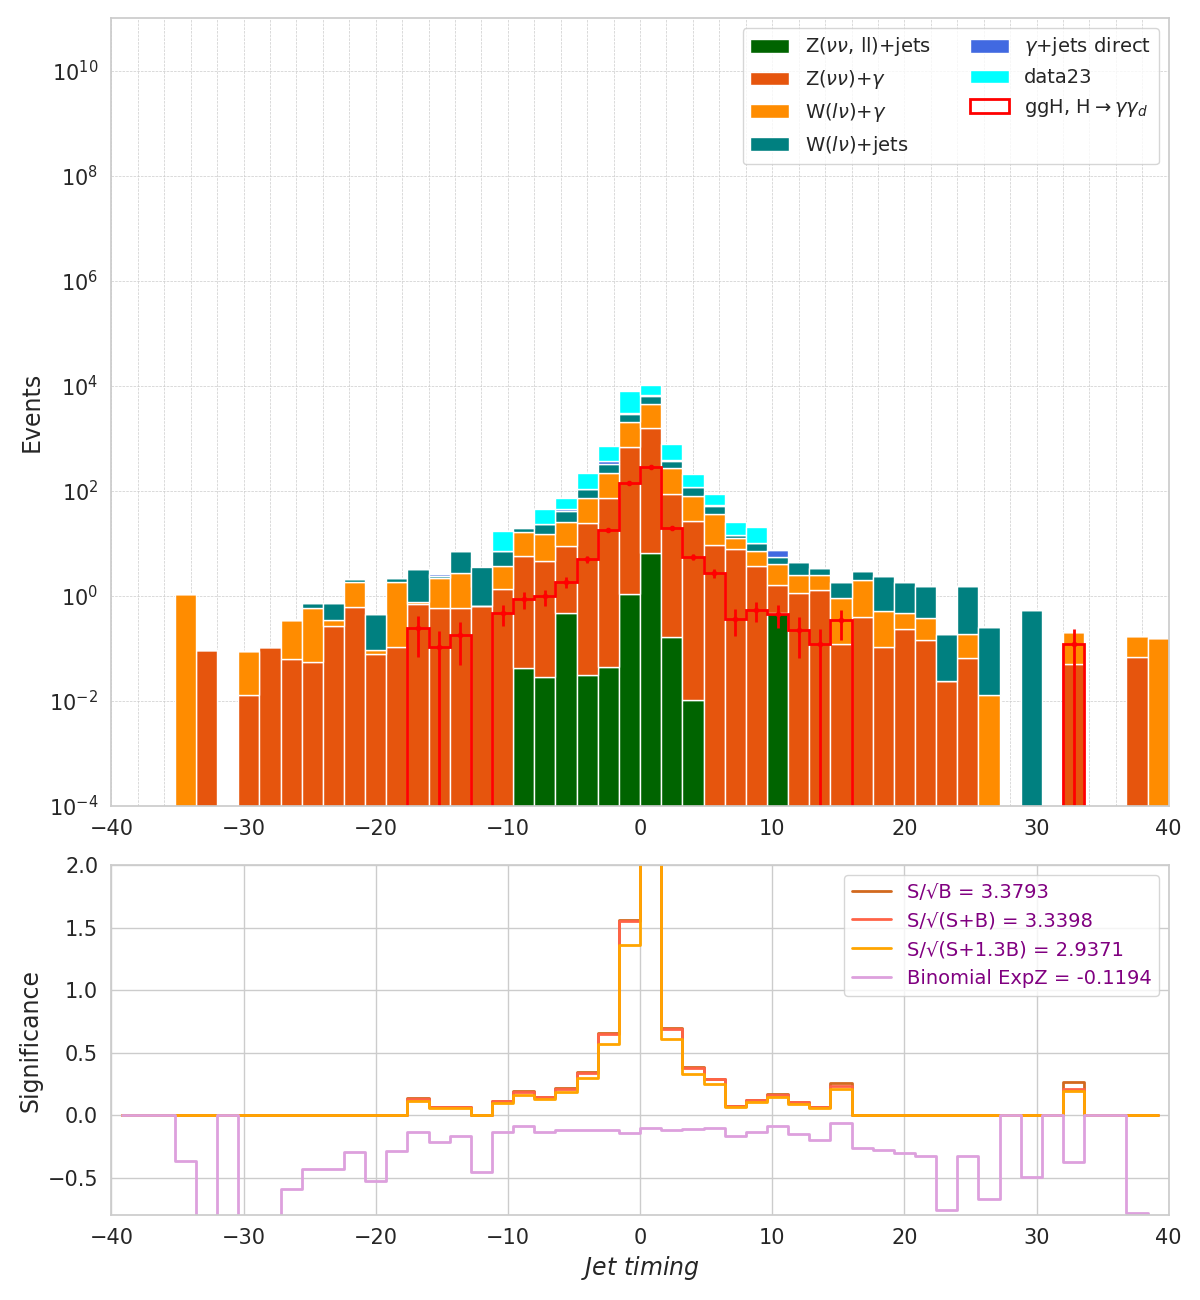 Z(νν, ll)+jets
Z(νν)+γ
W(lν)+γ
W(lν)+jets
γ+jets direct
data23
ggH, H→γγ_d
10^10
10^8
10^6
10^4
10^2
10^0
10^−2
10^−4
Events
−40 −30 −20 −10 0 10 20 30 40
S/√B = 3.3793
S/√(S+B) = 3.3398
S/√(S+1.3B) = 2.9371
Binomial ExpZ = -0.1194
2.0
1.5
1.0
0.5
0.0
−0.5
Significance
−40 −30 −20 −10 0 10 20 30 40
Jet timing